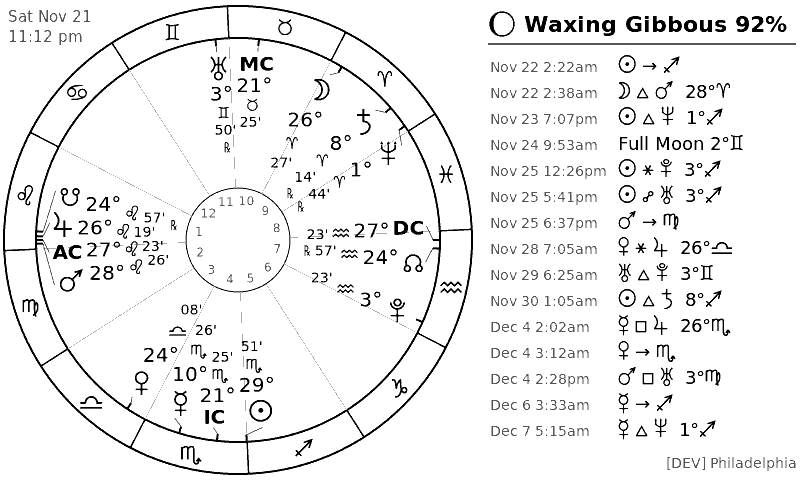 Sat Nov 21
11:12 pm
♅ MC
3° 21°
♊ ♉
50' 25'
℞
☽
26°
♈
27'
♄
8°
♈
14'
℞
♆
1°
♈
44'
℞
☋ 24° ♌ 57' ℞
♃ 26° ♌ 19'
AC 27° ♌ 23'
♂ 28° ♌ 26'
23' ♒ 27° DC
℞ 57' ♒ 24° ☊
23' ♒ 3° ♇
08'
♎
24°
♀
26'
♏
10°
☿
25'
♏
21°
IC
51'
♏
29°
☉
12 11 10 9
1 8
2 7
3 4 5 6
♊ ♉ ♈ ♓ ♒ ♑ ♐ ♏ ♎ ♍ ♌ ♋
Waxing Gibbous 92%
Nov 22 2:22am ☉ → ♐
Nov 22 2:38am ☽ △ ♂ 28°♈
Nov 23 7:07pm ☉ △ ♆ 1°♐
Nov 24 9:53am Full Moon 2°♊
Nov 25 12:26pm ☉ ⚹ ♇ 3°♐
Nov 25 5:41pm ☉ ☍ ♅ 3°♐
Nov 25 6:37pm ♂ → ♍
Nov 28 7:05am ♀ ⚹ ♃ 26°♎
Nov 29 6:25am ♅ △ ♇ 3°♊
Nov 30 1:05am ☉ △ ♄ 8°♐
Dec 4 2:02am ☿ □ ♃ 26°♏
Dec 4 3:12am ♀ → ♏
Dec 4 2:28pm ♂ □ ♅ 3°♍
Dec 6 3:33am ☿ → ♐
Dec 7 5:15am ☿ △ ♆ 1°♐
[DEV] Philadelphia